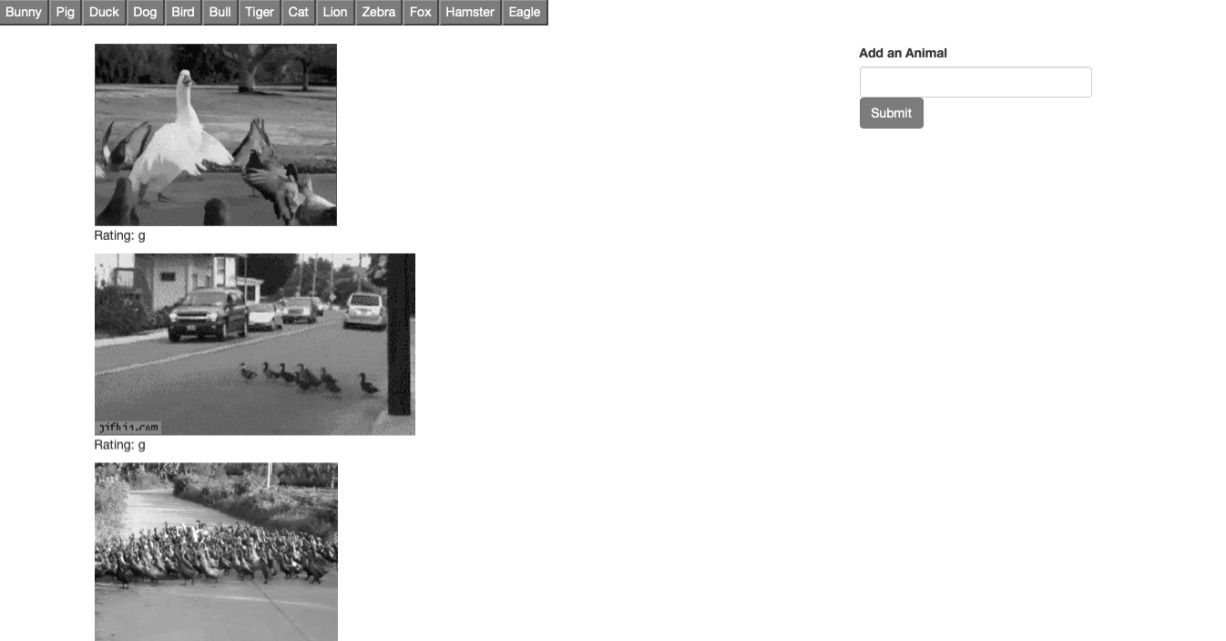 Bunny Pig Duck Dog Bird Bull Tiger Cat Lion Zebra Fox Hamster Eagle
Add an Animal
Submit
Rating: g
gifbin.com
Rating: g